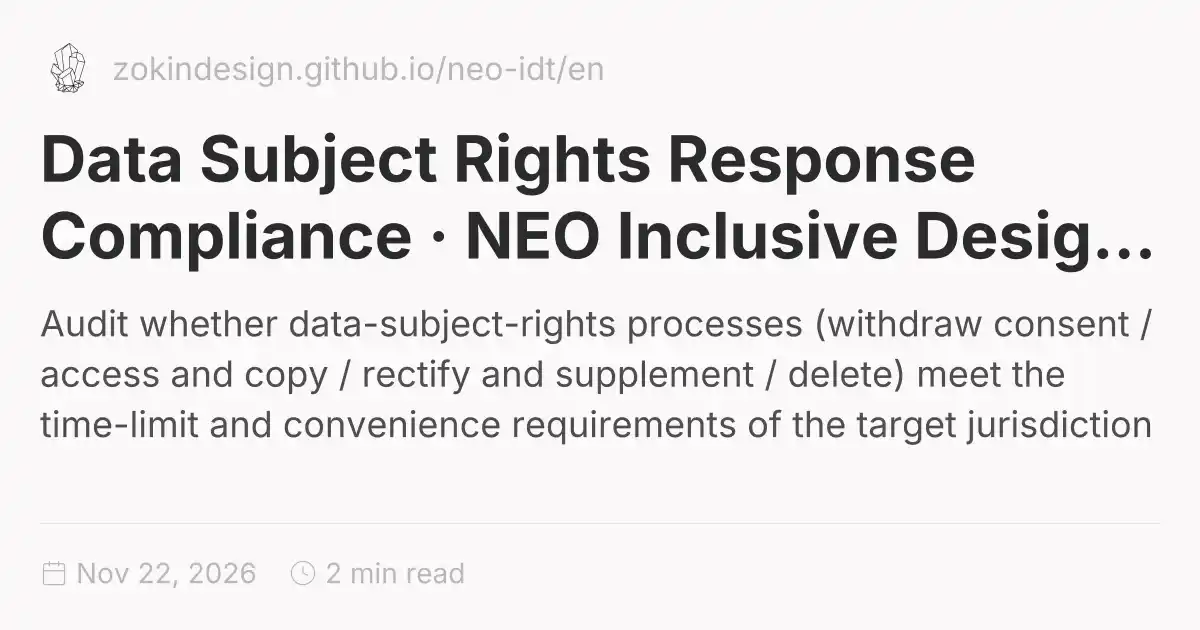 zokindesign.github.io/neo-idt/en
Data Subject Rights Response
Compliance · NEO Inclusive Desig...
Audit whether data-subject-rights processes (withdraw consent /
access and copy / rectify and supplement / delete) meet the
time-limit and convenience requirements of the target jurisdiction
Nov 22, 2026 2 min read